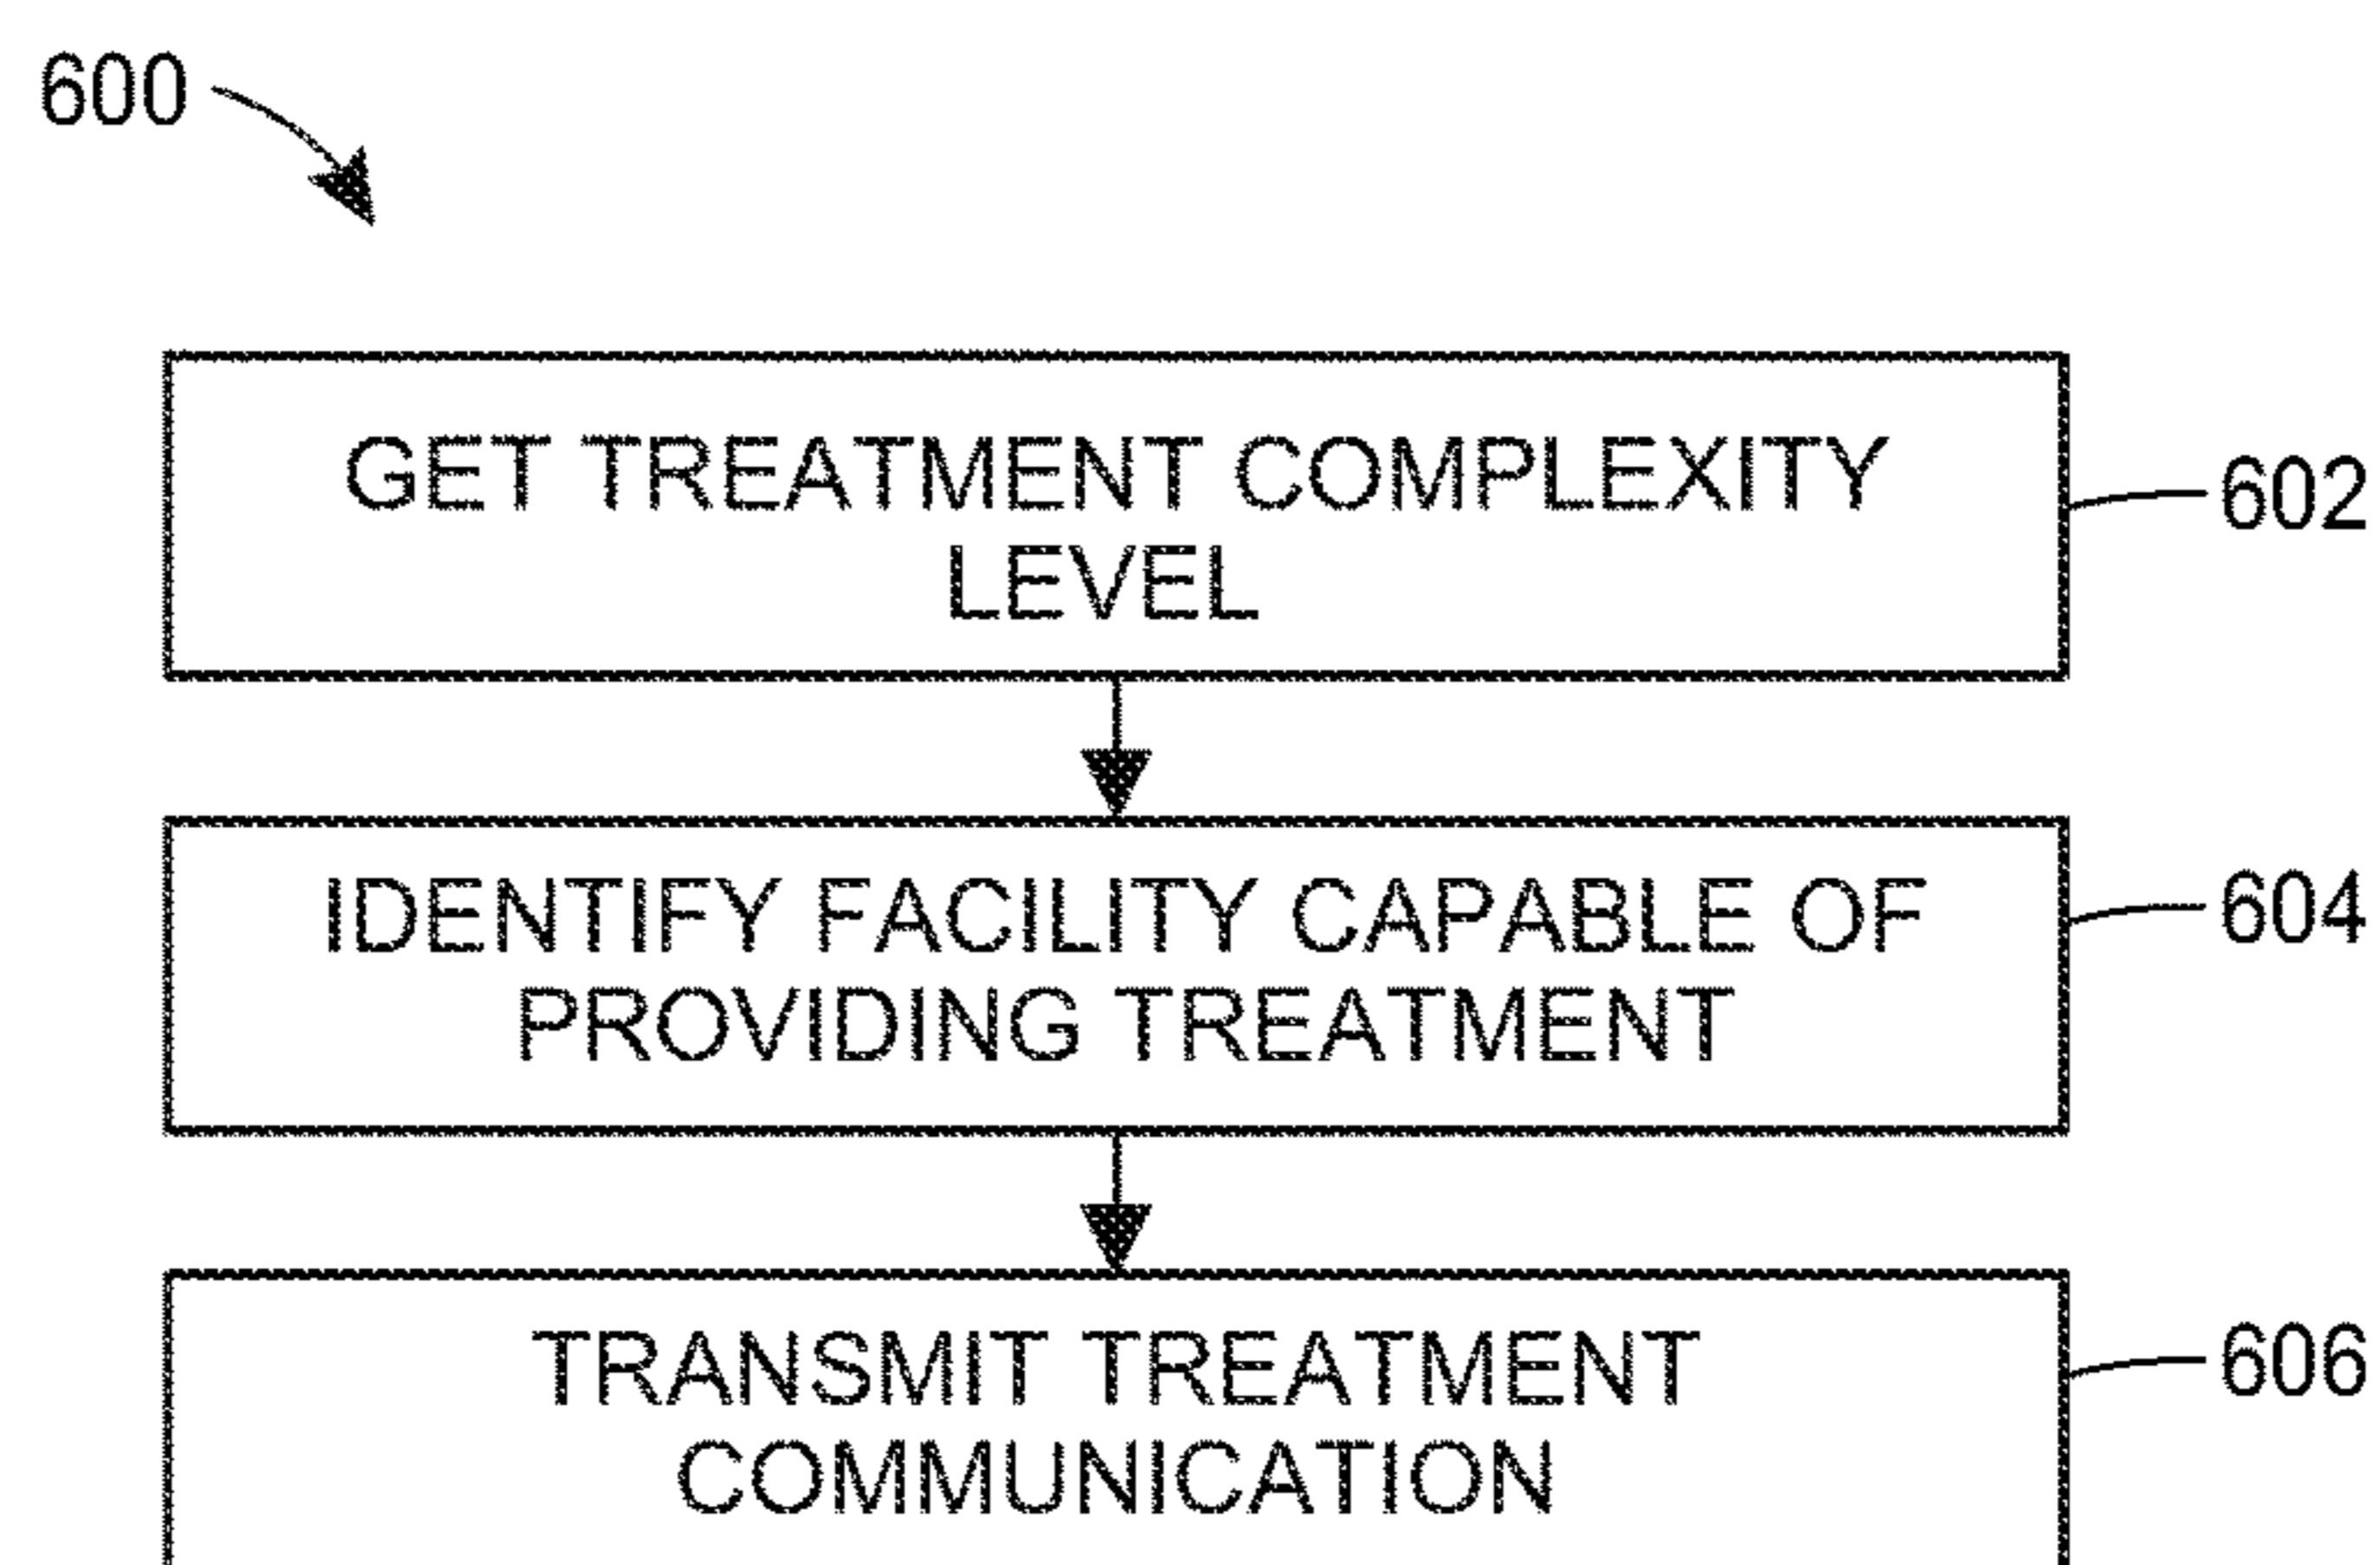 600
GET TREATMENT COMPLEXITY
LEVEL
602
IDENTIFY FACILITY CAPABLE OF
PROVIDING TREATMENT
604
TRANSMIT TREATMENT
COMMUNICATION
606